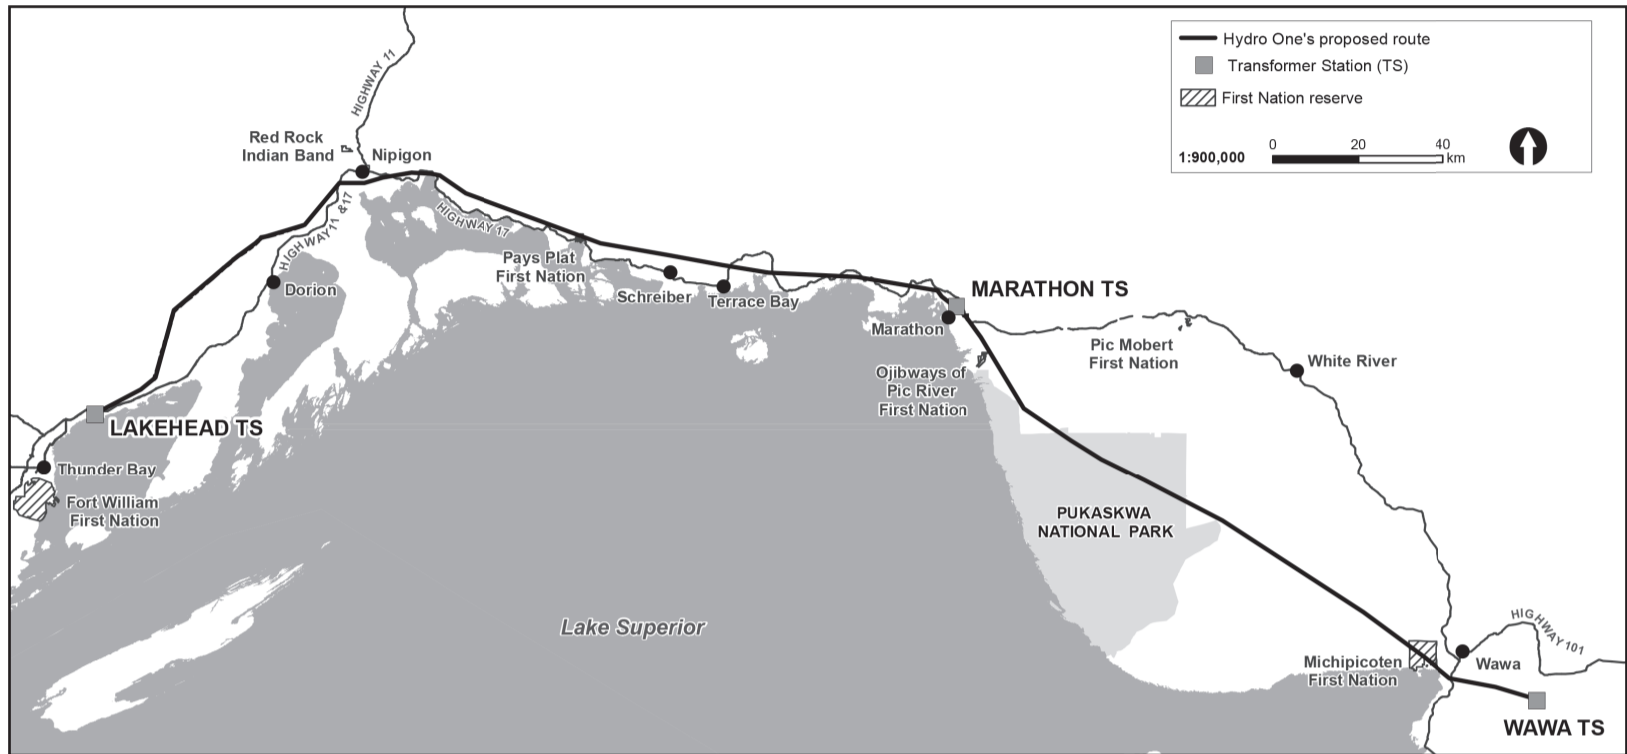 Hydro One's proposed route
Transformer Station (TS)
First Nation reserve
1:900,000
0 20 40
km
HIGHWAY 11
Red Rock
Indian Band
Nipigon
HIGHWAY 11 &17
HIGHWAY 17
Dorion
Pays Plat
First Nation
Schreiber
Terrace Bay
MARATHON TS
Marathon
Pic Mobert
First Nation
White River
Ojibways of
Pic River
First Nation
LAKEHEAD TS
Thunder Bay
Fort William
First Nation
PUKASKWA
NATIONAL PARK
Lake Superior
HIGHWAY 101
Michipicoten
First Nation
Wawa
WAWA TS